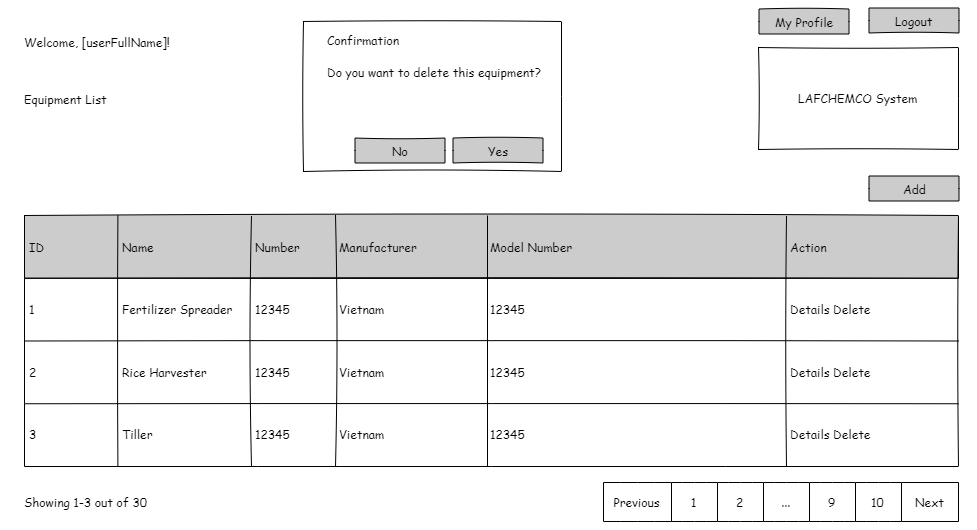 Welcome, [userFullName]!
Equipment List
Confirmation
Do you want to delete this equipment?
No Yes
My Profile Logout
LAFCHEMCO System
Add
ID Name Number Manufacturer Model Number Action
1 Fertilizer Spreader 12345 Vietnam 12345 Details Delete
2 Rice Harvester 12345 Vietnam 12345 Details Delete
3 Tiller 12345 Vietnam 12345 Details Delete
Showing 1-3 out of 30
Previous 1 2 ... 9 10 Next